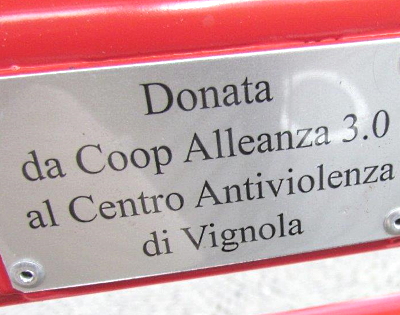 Donata
da Coop Alleanza 3.0
al Centro Antiviolenza
di Vignola